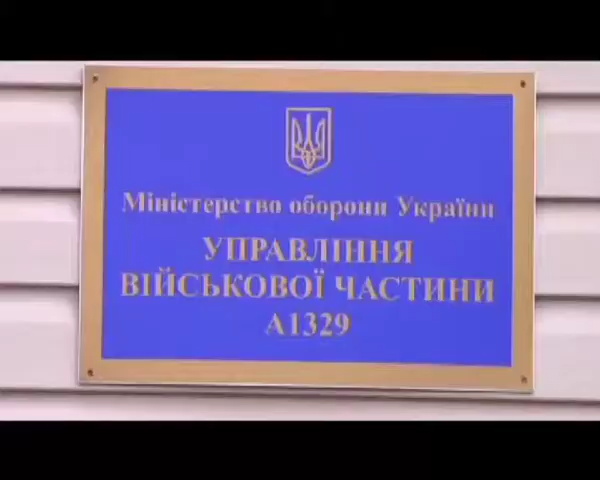 Міністерство оборони України
УПРАВЛІННЯ
ВІЙСЬКОВОЇ ЧАСТИНИ
А1329